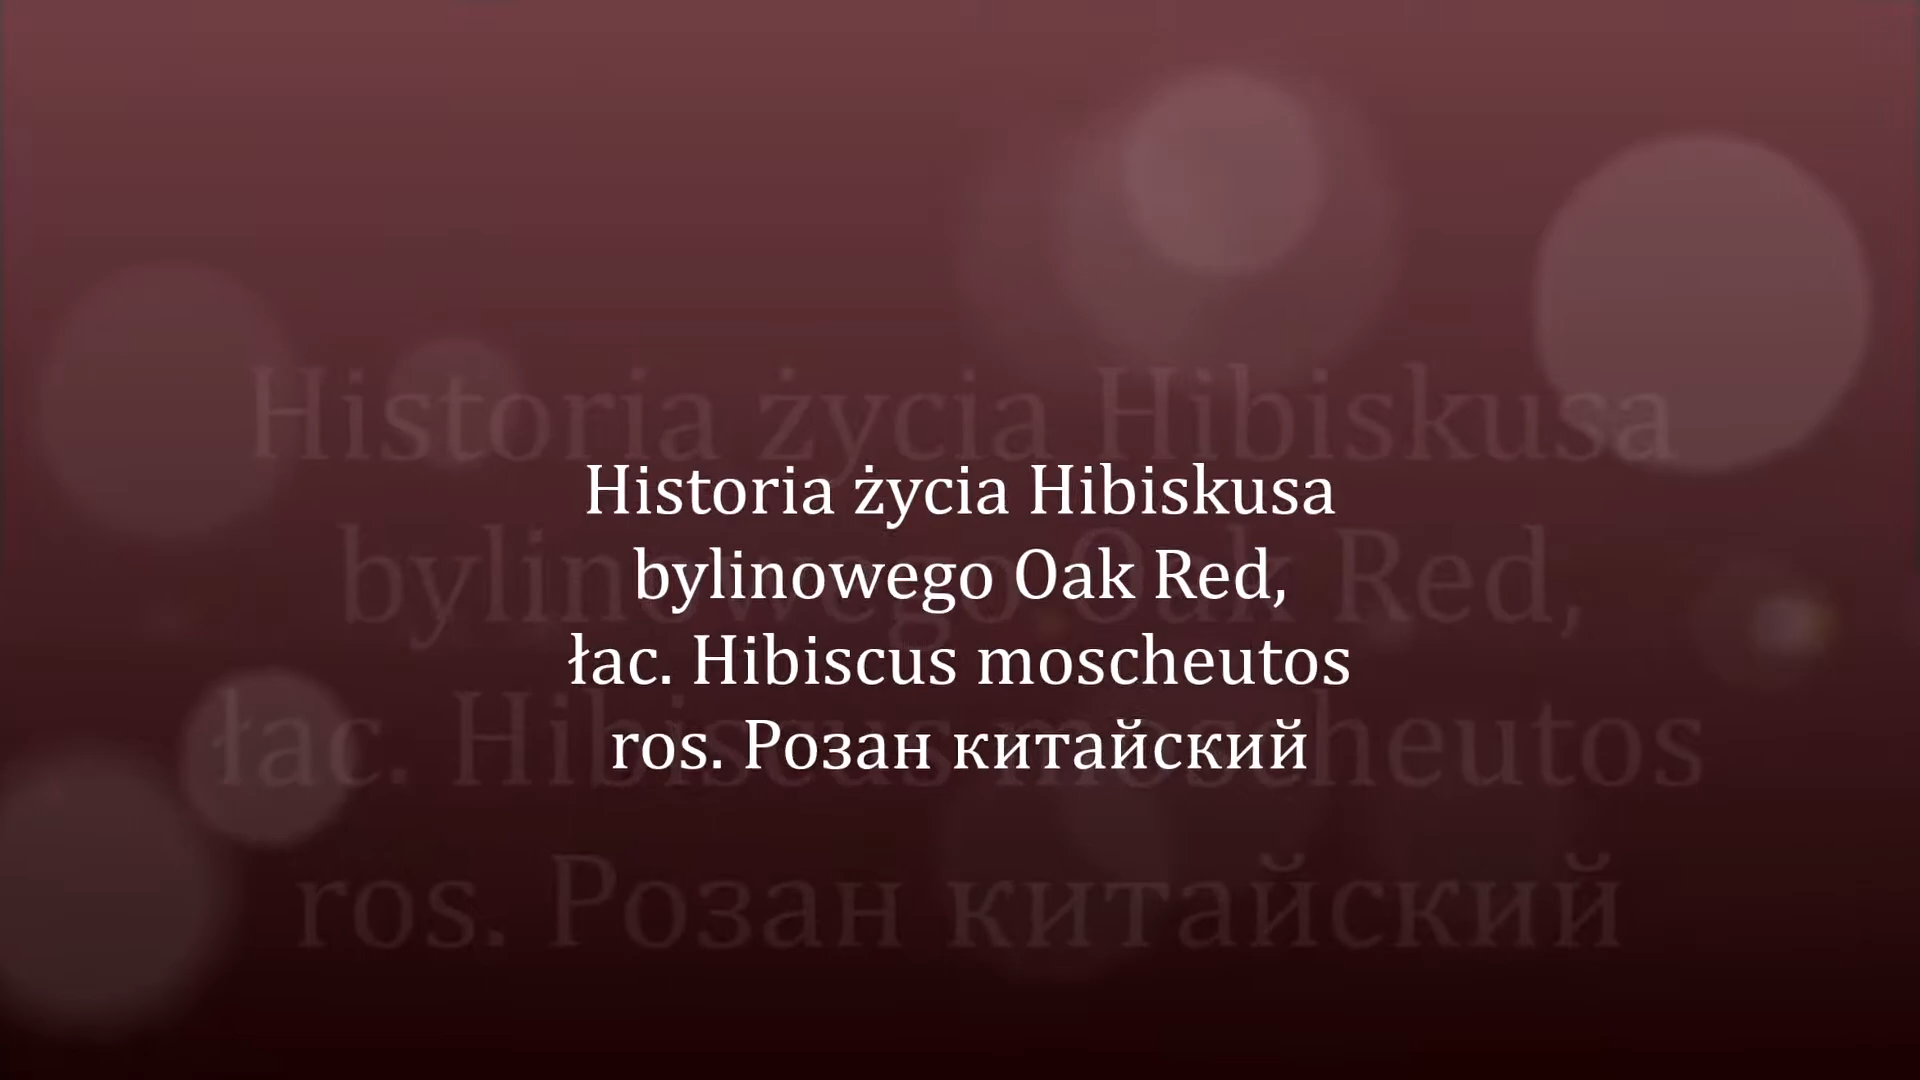 Historia życia Hibiskusa
bylinowego Oak Red,
łac. Hibiscus moscheutos
ros. Розан китайский